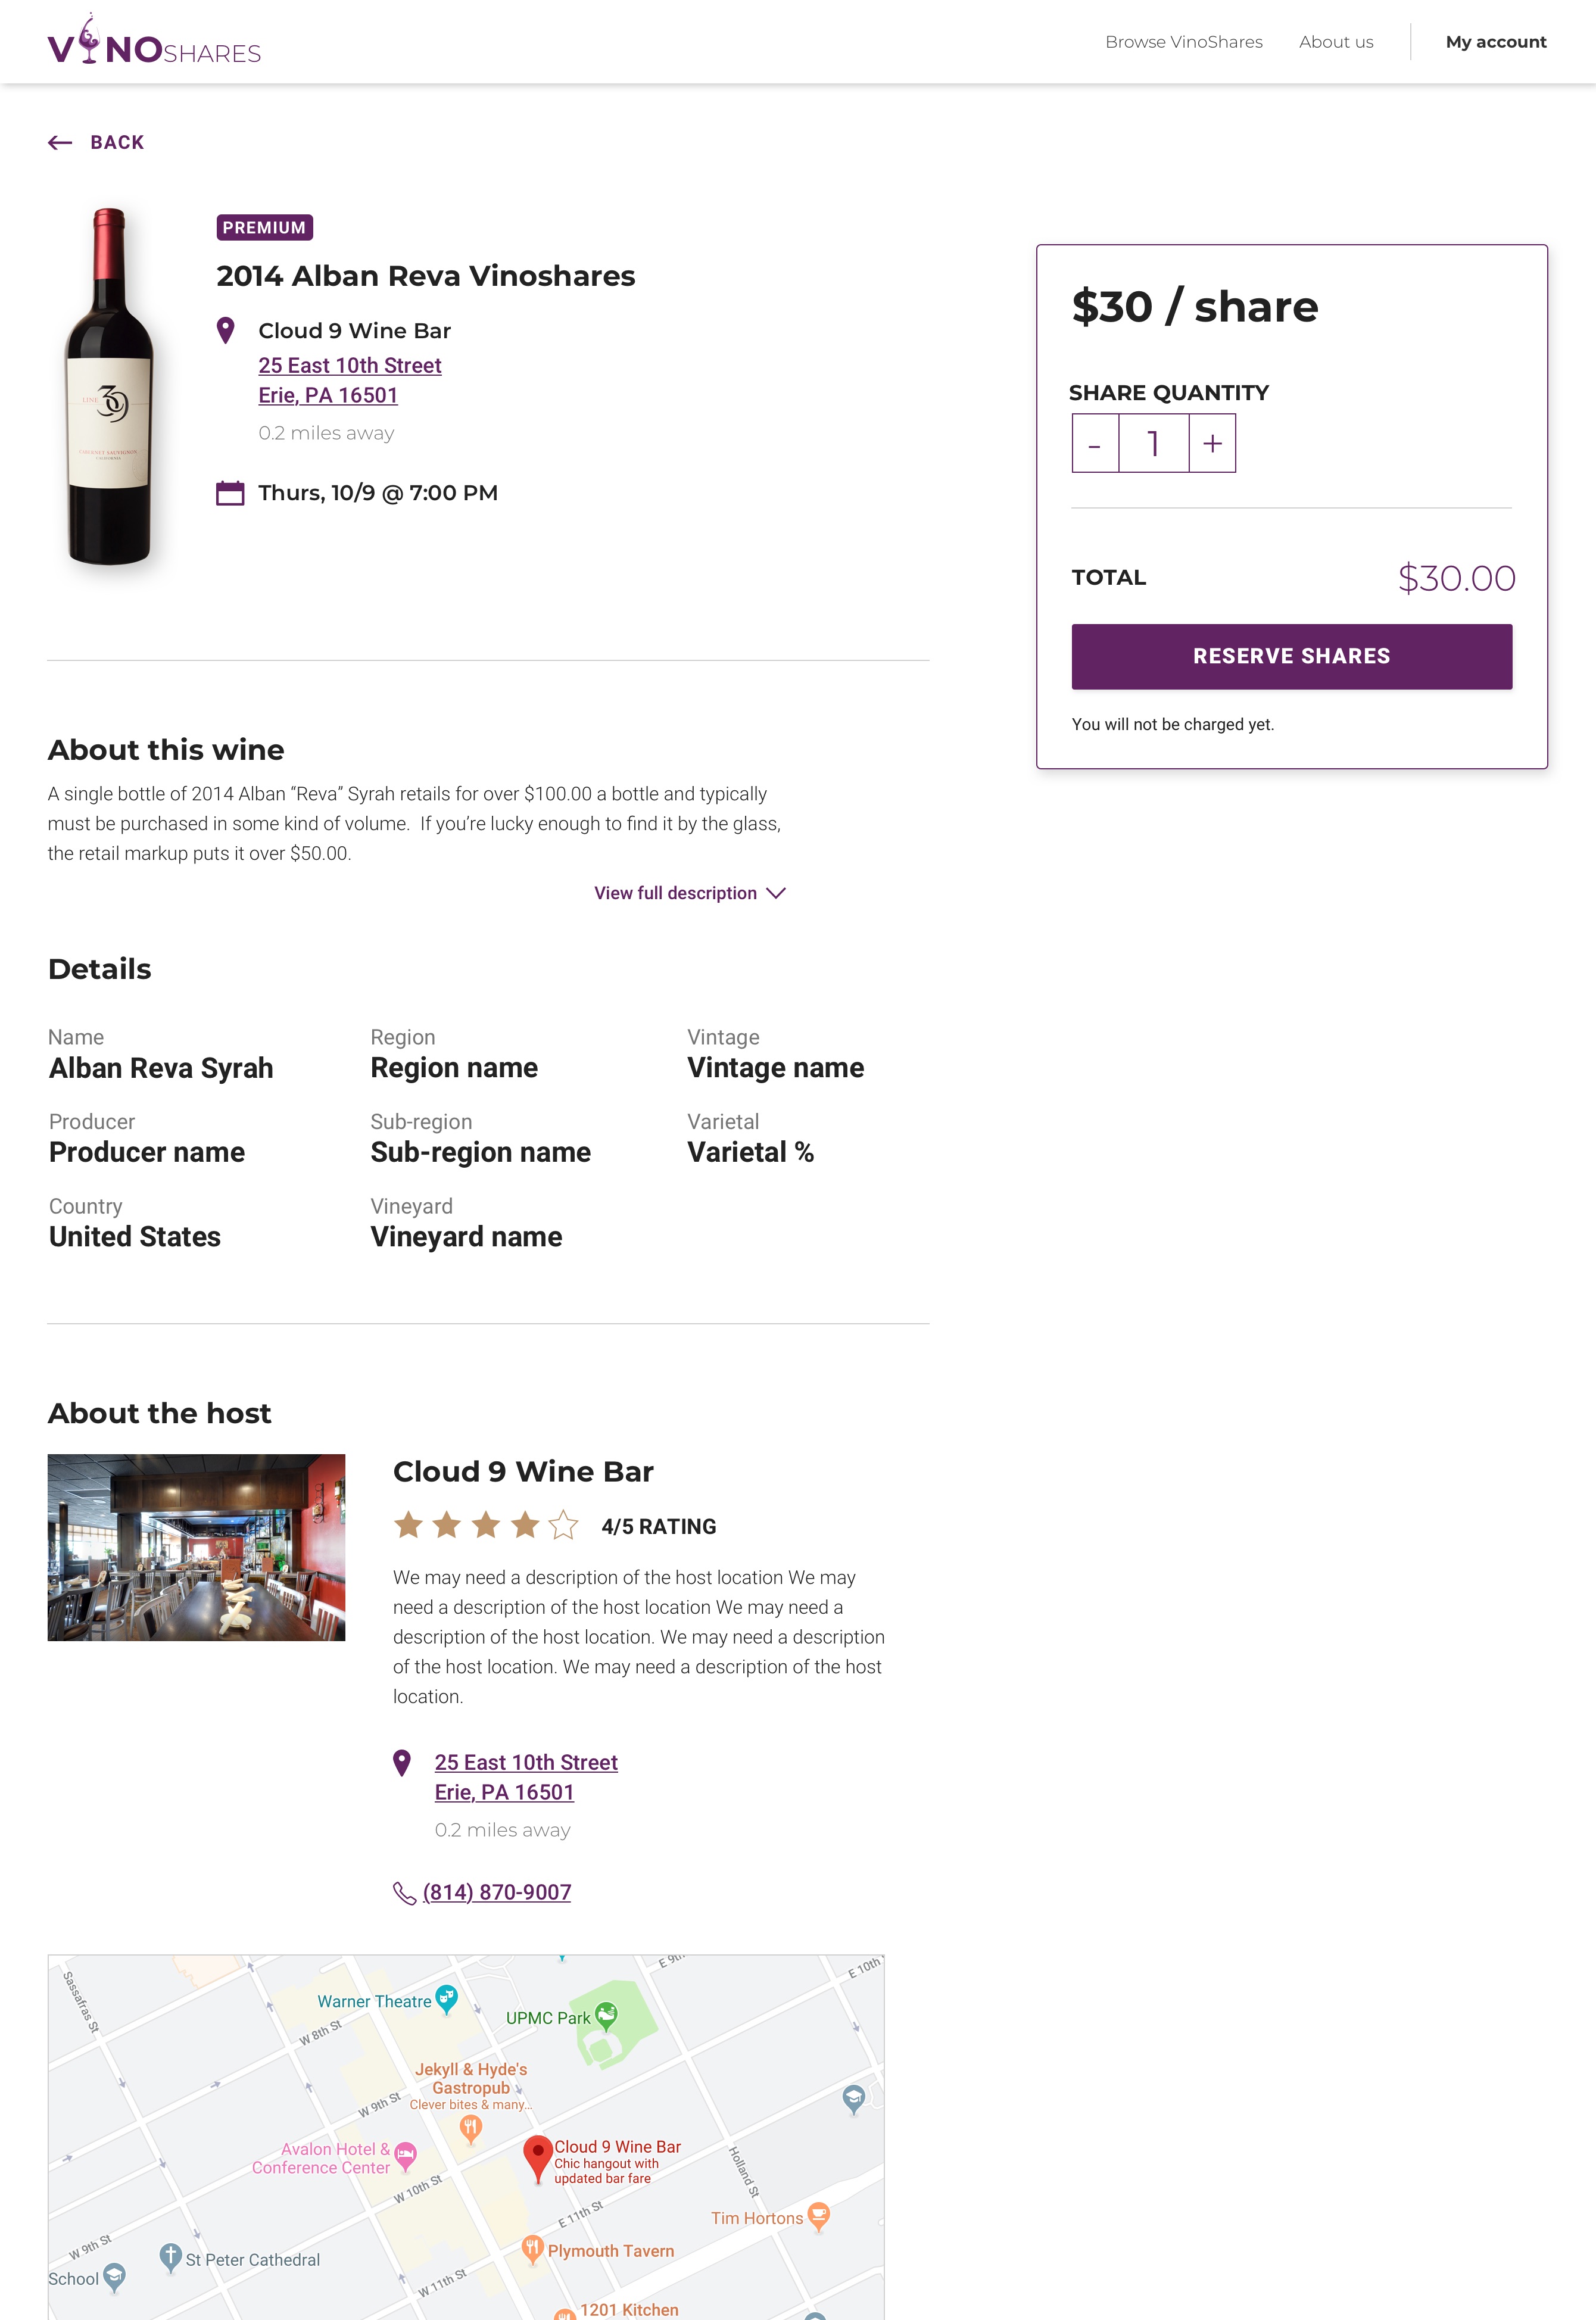 VINOSHARES
Browse VinoShares
About us
My account
BACK
PREMIUM
2014 Alban Reva Vinoshares
Cloud 9 Wine Bar
25 East 10th Street
Erie, PA 16501
0.2 miles away
Thurs, 10/9 @ 7:00 PM
LINE 39
CABERNET SAUVIGNON
CALIFORNIA
$30 / share
SHARE QUANTITY
- 1 +
TOTAL $30.00
RESERVE SHARES
You will not be charged yet.
About this wine
A single bottle of 2014 Alban “Reva” Syrah retails for over $100.00 a bottle and typically
must be purchased in some kind of volume.  If you’re lucky enough to find it by the glass,
the retail markup puts it over $50.00.
View full description
Details
Name Region Vintage
Alban Reva Syrah Region name Vintage name
Producer Sub-region Varietal
Producer name Sub-region name Varietal %
Country Vineyard
United States Vineyard name
About the host
Cloud 9 Wine Bar
4/5 RATING
We may need a description of the host location We may
need a description of the host location We may need a
description of the host location. We may need a description
of the host location. We may need a description of the host
location.
25 East 10th Street
Erie, PA 16501
0.2 miles away
(814) 870-9007
E 9th
E 10th
Sassafras St
Warner Theatre
UPMC Park
W 8th St
Jekyll & Hyde's
Gastropub
Clever bites & many...
W 9th St
Avalon Hotel &
Conference Center
Cloud 9 Wine Bar
Chic hangout with
updated bar fare
Holland St
W 10th St
E 11th St
Tim Hortons
W 9th St
St Peter Cathedral
Plymouth Tavern
School
W 11th St
1201 Kitchen